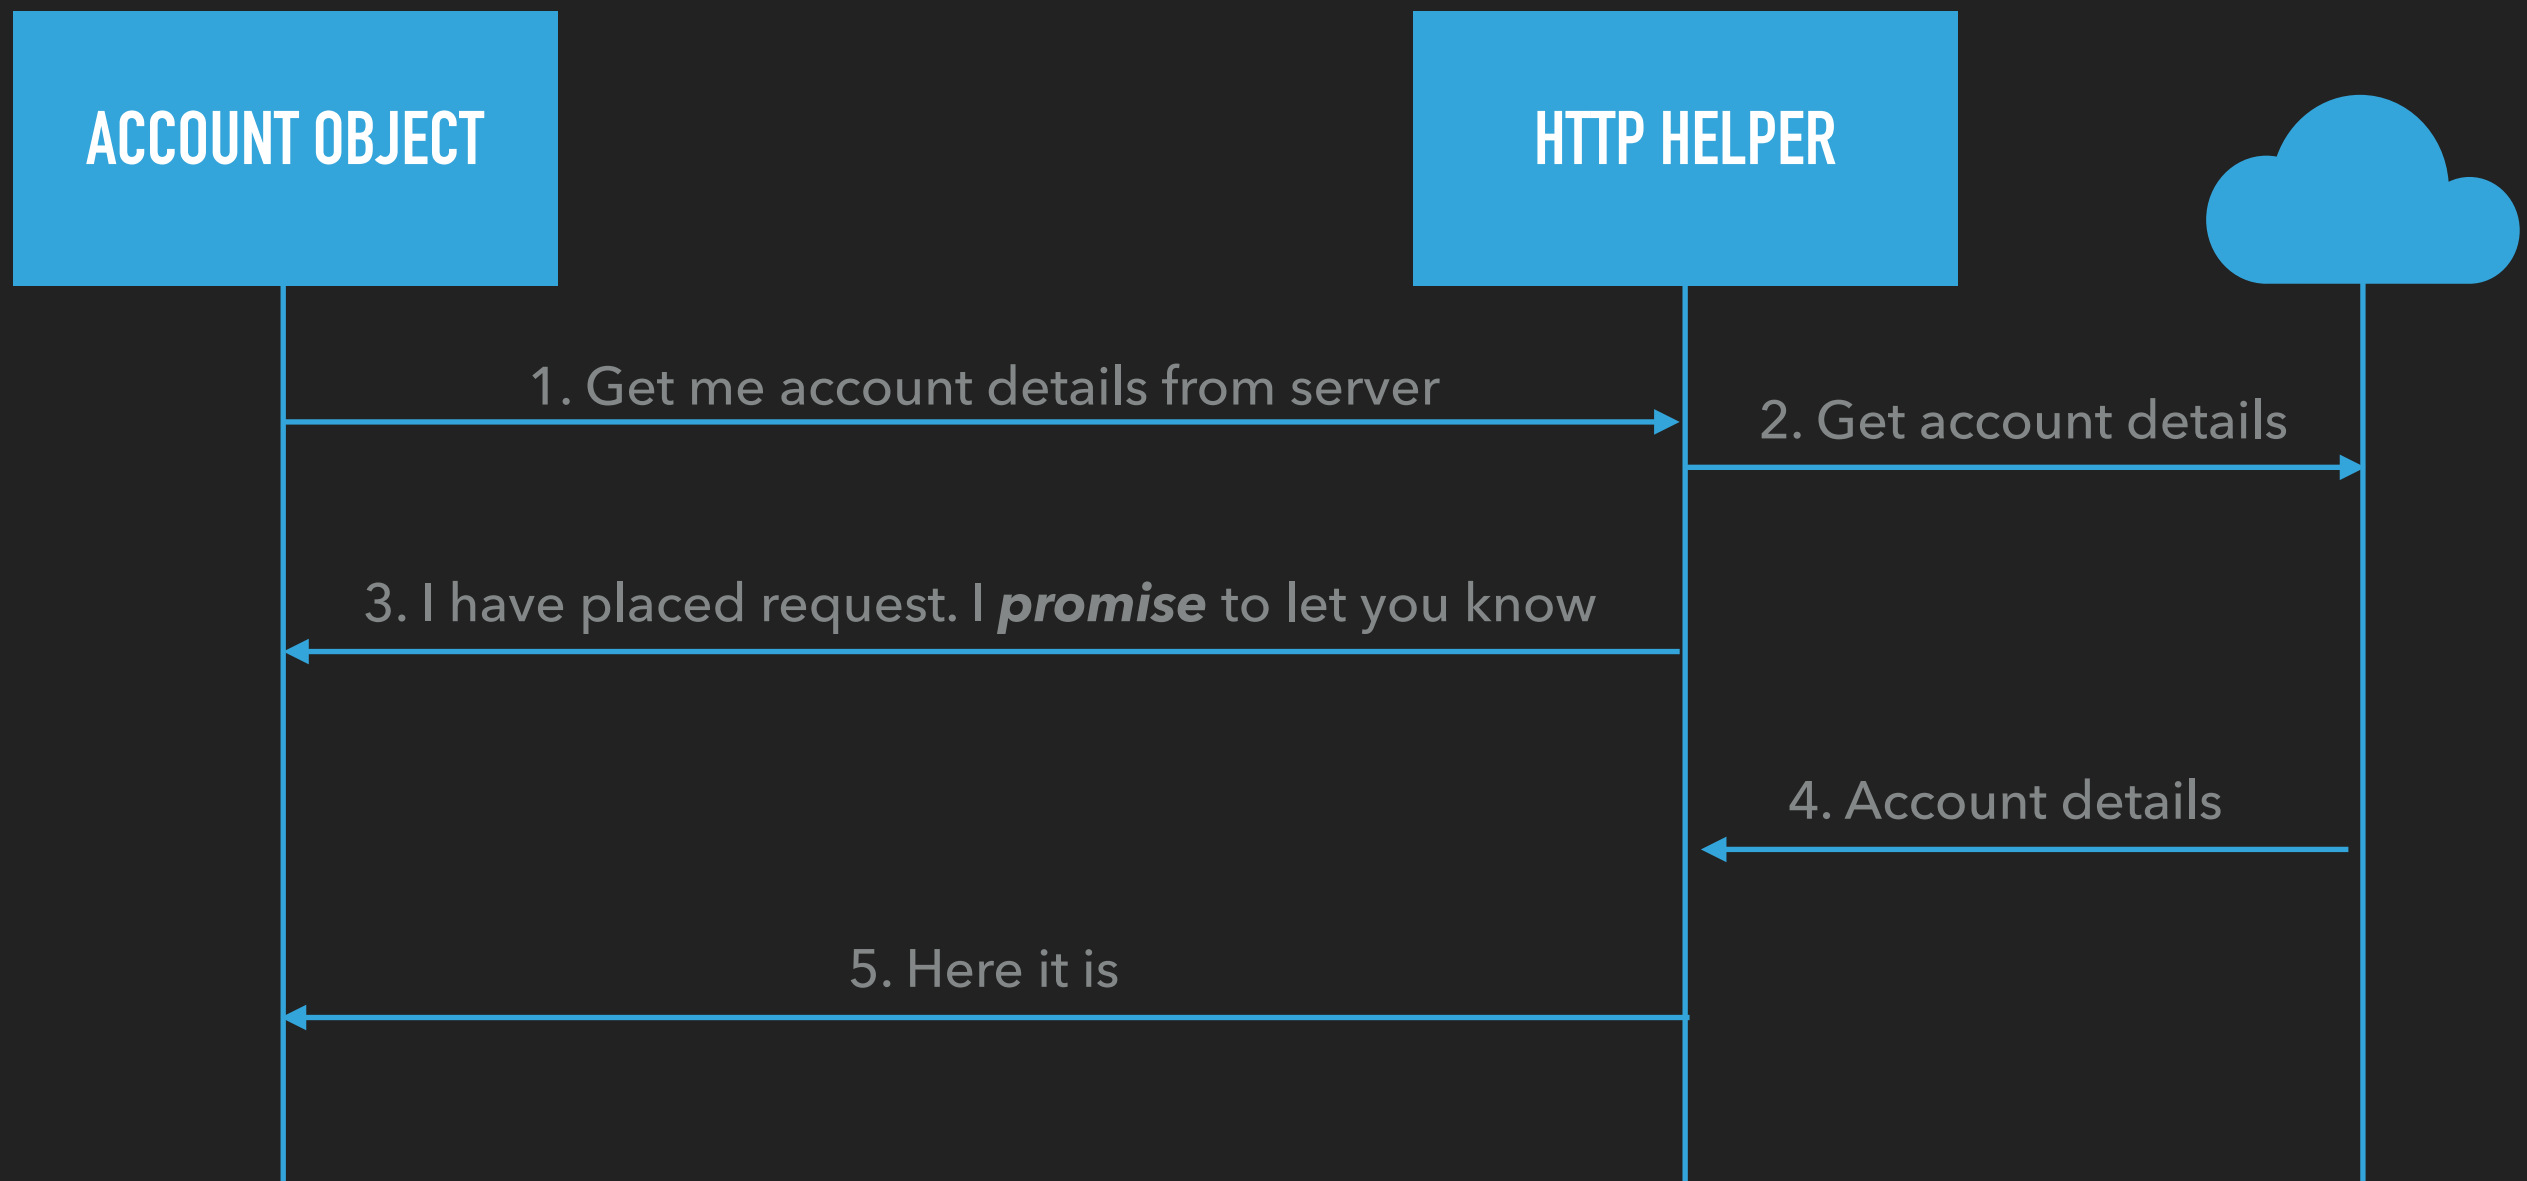 ACCOUNT OBJECT
HTTP HELPER
1. Get me account details from server
2. Get account details
3. I have placed request. I promise to let you know
4. Account details
5. Here it is